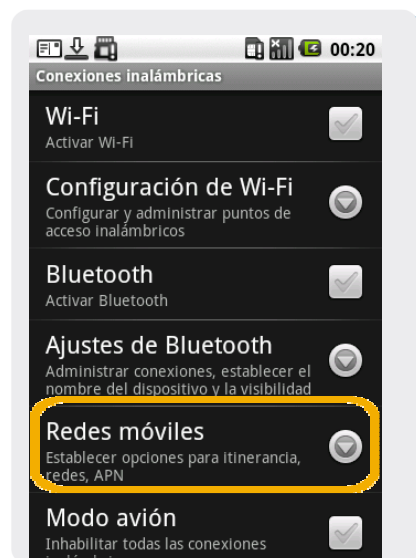 00:20
Conexiones inalámbricas
Wi-Fi
Activar Wi-Fi
Configuración de Wi-Fi
Configurar y administrar puntos de
acceso inalámbricos
Bluetooth
Activar Bluetooth
Ajustes de Bluetooth
Administrar conexiones, establecer el
nombre del dispositivo y la visibilidad
Redes móviles
Establecer opciones para itinerancia,
redes, APN
Modo avión
Inhabilitar todas las conexiones